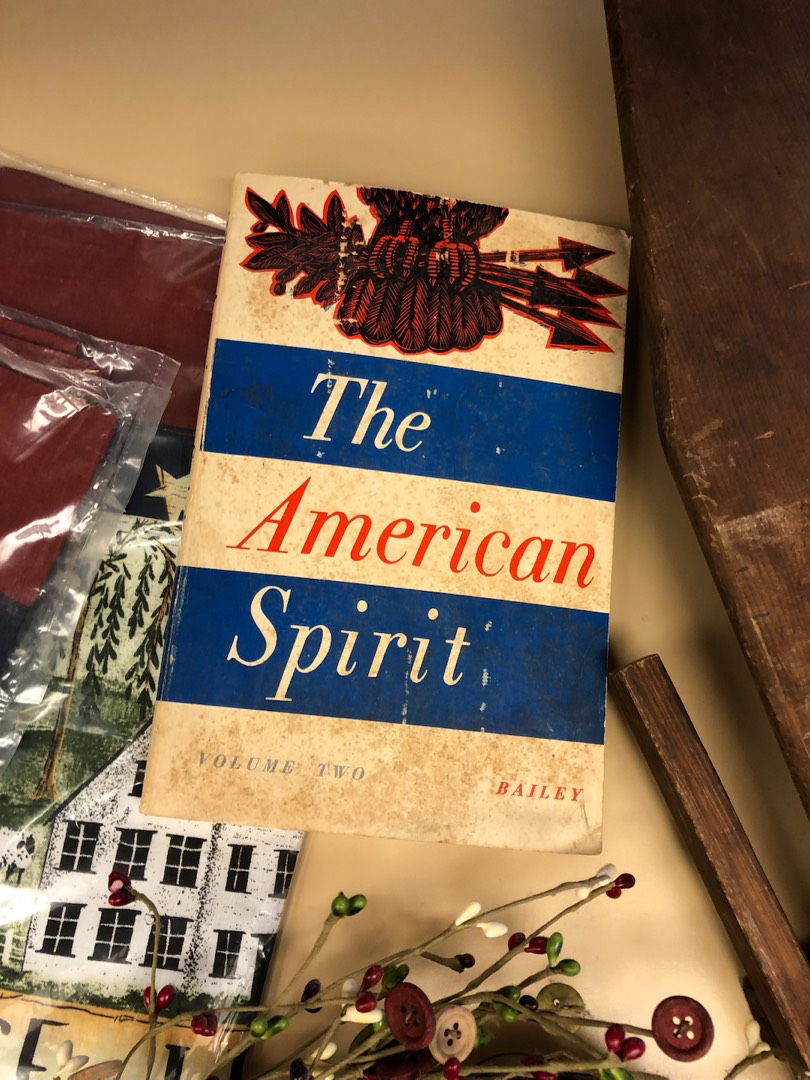 The
American
Spirit
VOLUME TWO
BAILEY